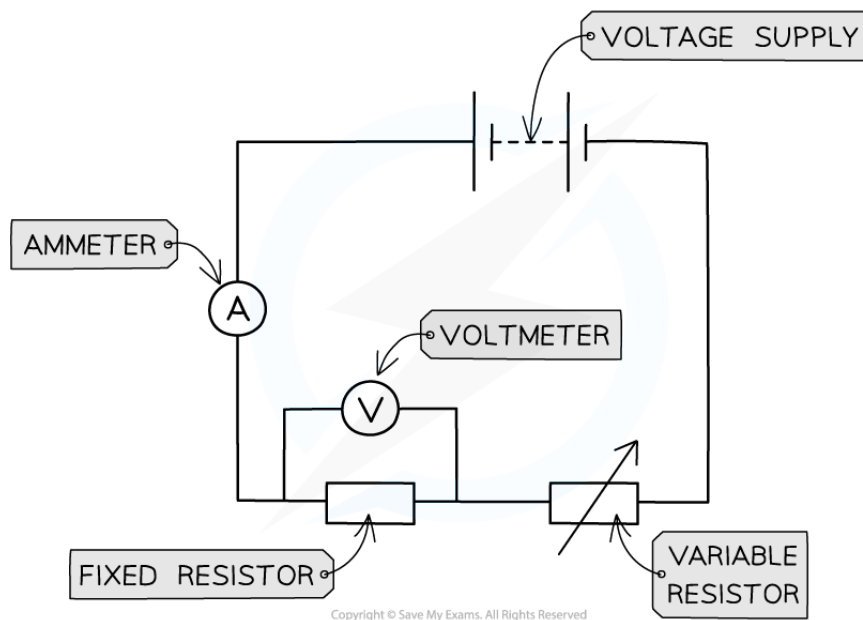 VOLTAGE SUPPLY
AMMETER
A
VOLTMETER
V
FIXED RESISTOR
VARIABLE
RESISTOR
Copyright © Save My Exams. All Rights Reserved